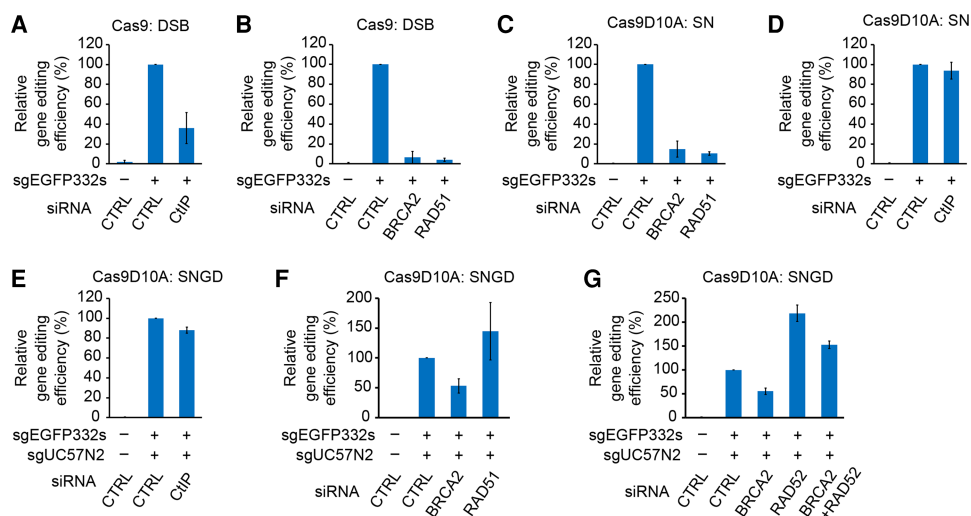 A
Cas9: DSB
Relative
gene editing
efficiency (%)
120
100
80
60
40
20
0
sgEGFP332s – + +
siRNA CTRL CTRL CtIP
B
Cas9: DSB
Relative
gene editing
efficiency (%)
120
100
80
60
40
20
0
sgEGFP332s – + + +
siRNA CTRL CTRL BRCA2 RAD51
C
Cas9D10A: SN
Relative
gene editing
efficiency (%)
120
100
80
60
40
20
0
sgEGFP332s – + + +
siRNA CTRL CTRL BRCA2 RAD51
D
Cas9D10A: SN
Relative
gene editing
efficiency (%)
120
100
80
60
40
20
0
sgEGFP332s – + +
siRNA CTRL CTRL CtIP
E
Cas9D10A: SNGD
Relative
gene editing
efficiency (%)
120
100
80
60
40
20
0
sgEGFP332s – + +
sgUC57N2 – + +
siRNA CTRL CTRL CtIP
F
Cas9D10A: SNGD
Relative
gene editing
efficiency (%)
200
150
100
50
0
sgEGFP332s – + + +
sgUC57N2 – + + +
siRNA CTRL CTRL BRCA2 RAD51
G
Cas9D10A: SNGD
Relative
gene editing
efficiency (%)
250
200
150
100
50
0
sgEGFP332s – + + + +
sgUC57N2 – + + + +
siRNA CTRL CTRL BRCA2 RAD52 BRCA2
+RAD52